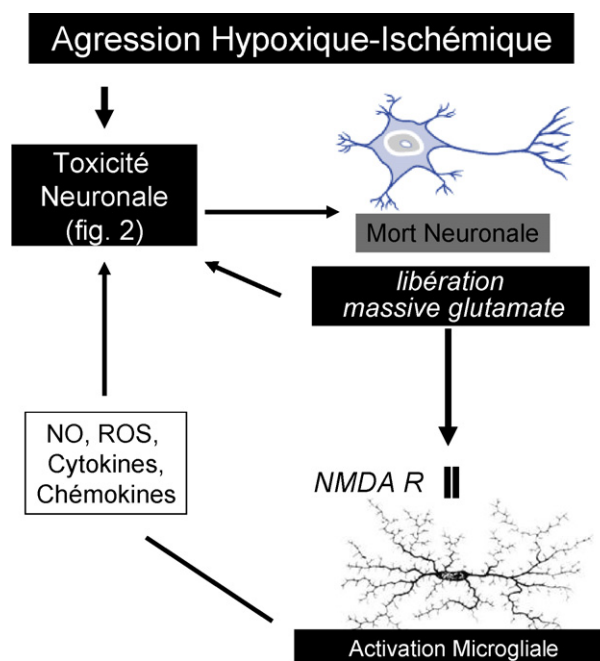 Agression Hypoxique-Ischémique
Toxicité
Neuronale
(fig. 2)
Mort Neuronale
libération
massive glutamate
NO, ROS,
Cytokines,
Chémokines
NMDA R
Activation Microgliale